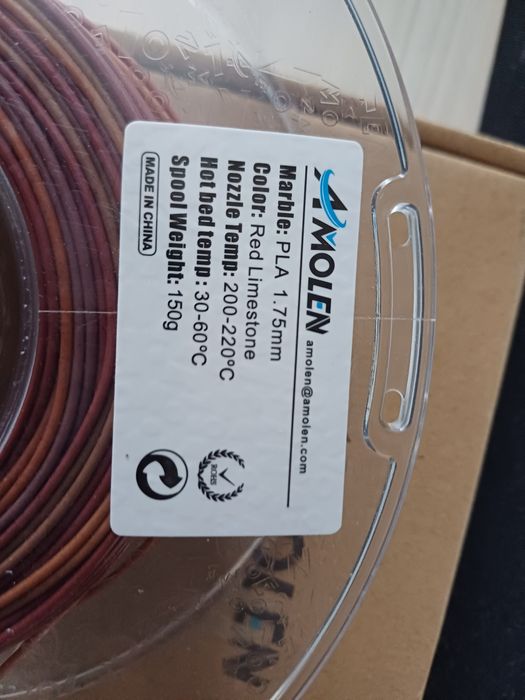 AMOLEN
amolen@amolen.com
Marble: PLA 1.75mm
Color: Red Limestone
Nozzle Temp: 200-220°C
Hot bed temp: 30-60°C
Spool Weight: 150g
MADE IN CHINA
ROHS